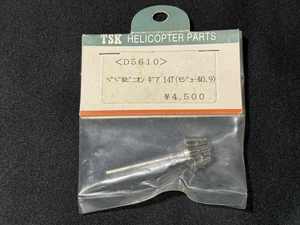 TSK HELICOPTER PARTS
<D5610>
ベベルピニオン ギア 14T(モジュール0.9)
¥4,500